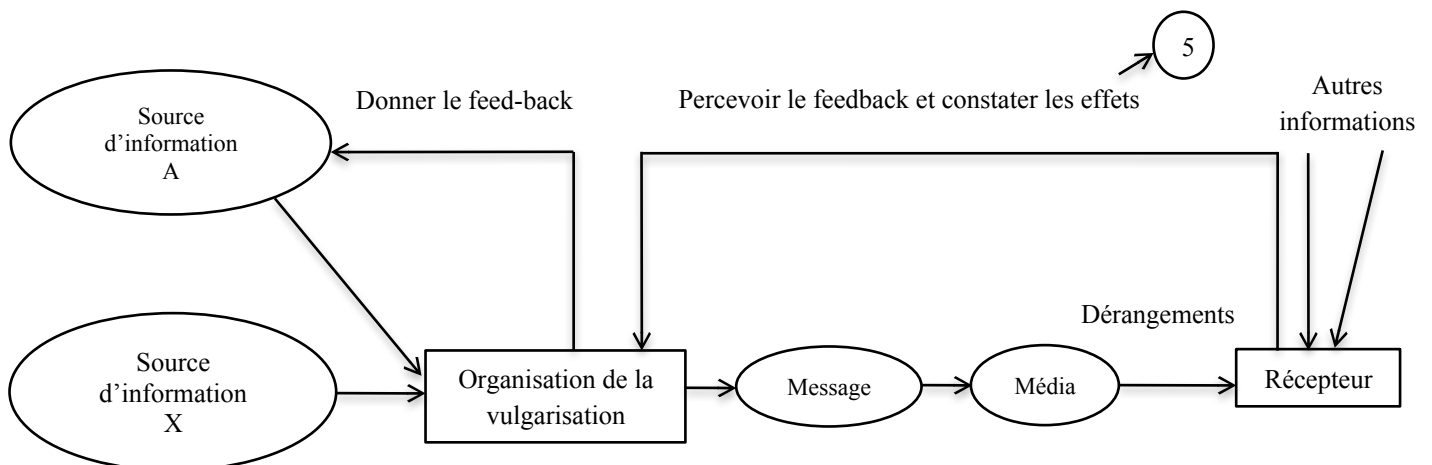 5
Donner le feed-back
Percevoir le feedback et constater les effets
Autres
informations
Source
d’information
A
Dérangements
Source
d’information
X
Organisation de la
vulgarisation
Message
Média
Récepteur